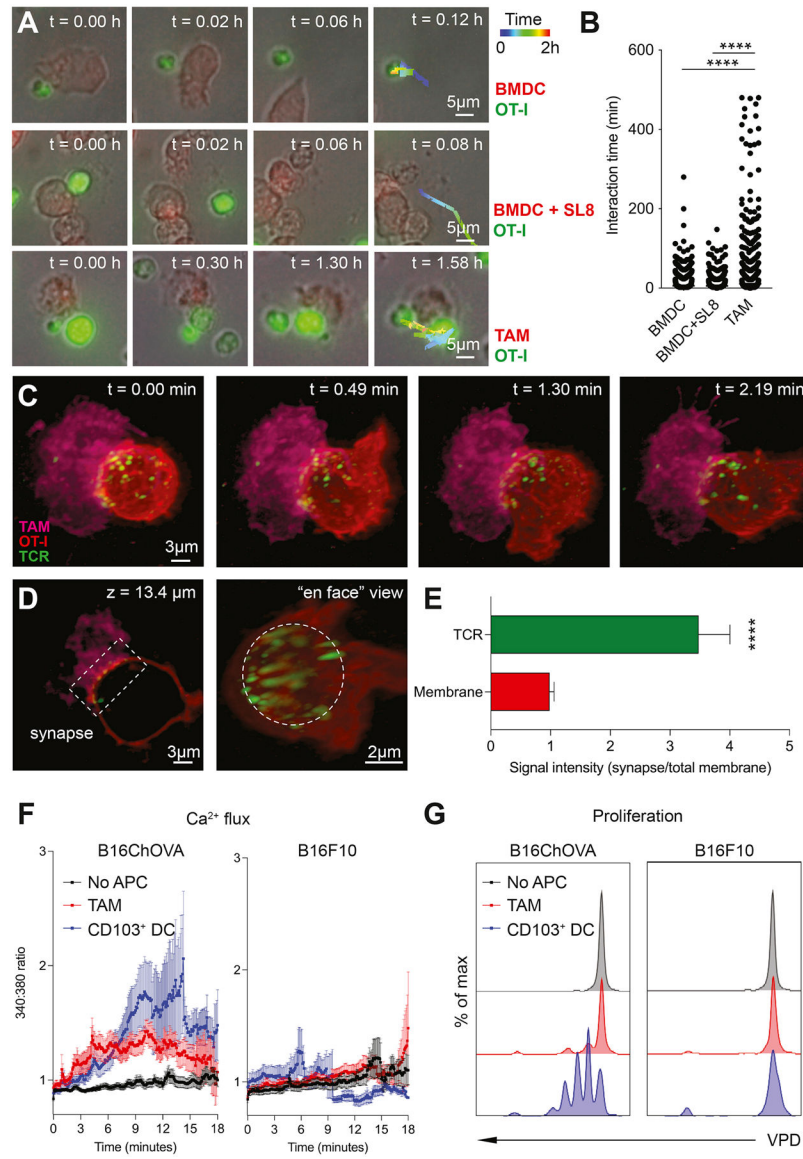 A
t = 0.00 h
t = 0.02 h
t = 0.06 h
t = 0.12 h
5μm
Time
0
2h
BMDC
OT-I
t = 0.00 h
t = 0.02 h
t = 0.06 h
t = 0.08 h
5μm
BMDC + SL8
OT-I
t = 0.00 h
t = 0.30 h
t = 1.30 h
t = 1.58 h
5μm
TAM
OT-I
B
****
****
Interaction time (min)
600
400
200
0
BMDC
BMDC+SL8
TAM
C
t = 0.00 min
t = 0.49 min
t = 1.30 min
t = 2.19 min
TAM
OT-I
TCR
3μm
D
z = 13.4 μm
synapse
3μm
"en face" view
2μm
E
TCR
Membrane
****
0 1 2 3 4 5
Signal intensity (synapse/total membrane)
F
Ca²⁺ flux
B16ChOVA
B16F10
No APC
TAM
CD103⁺ DC
340:380 ratio
3
2
1
0 3 6 9 12 15 18
Time (minutes)
3
2
1
0 3 6 9 12 15 18
Time (minutes)
G
Proliferation
B16ChOVA
B16F10
No APC
TAM
CD103⁺ DC
% of max
VPD